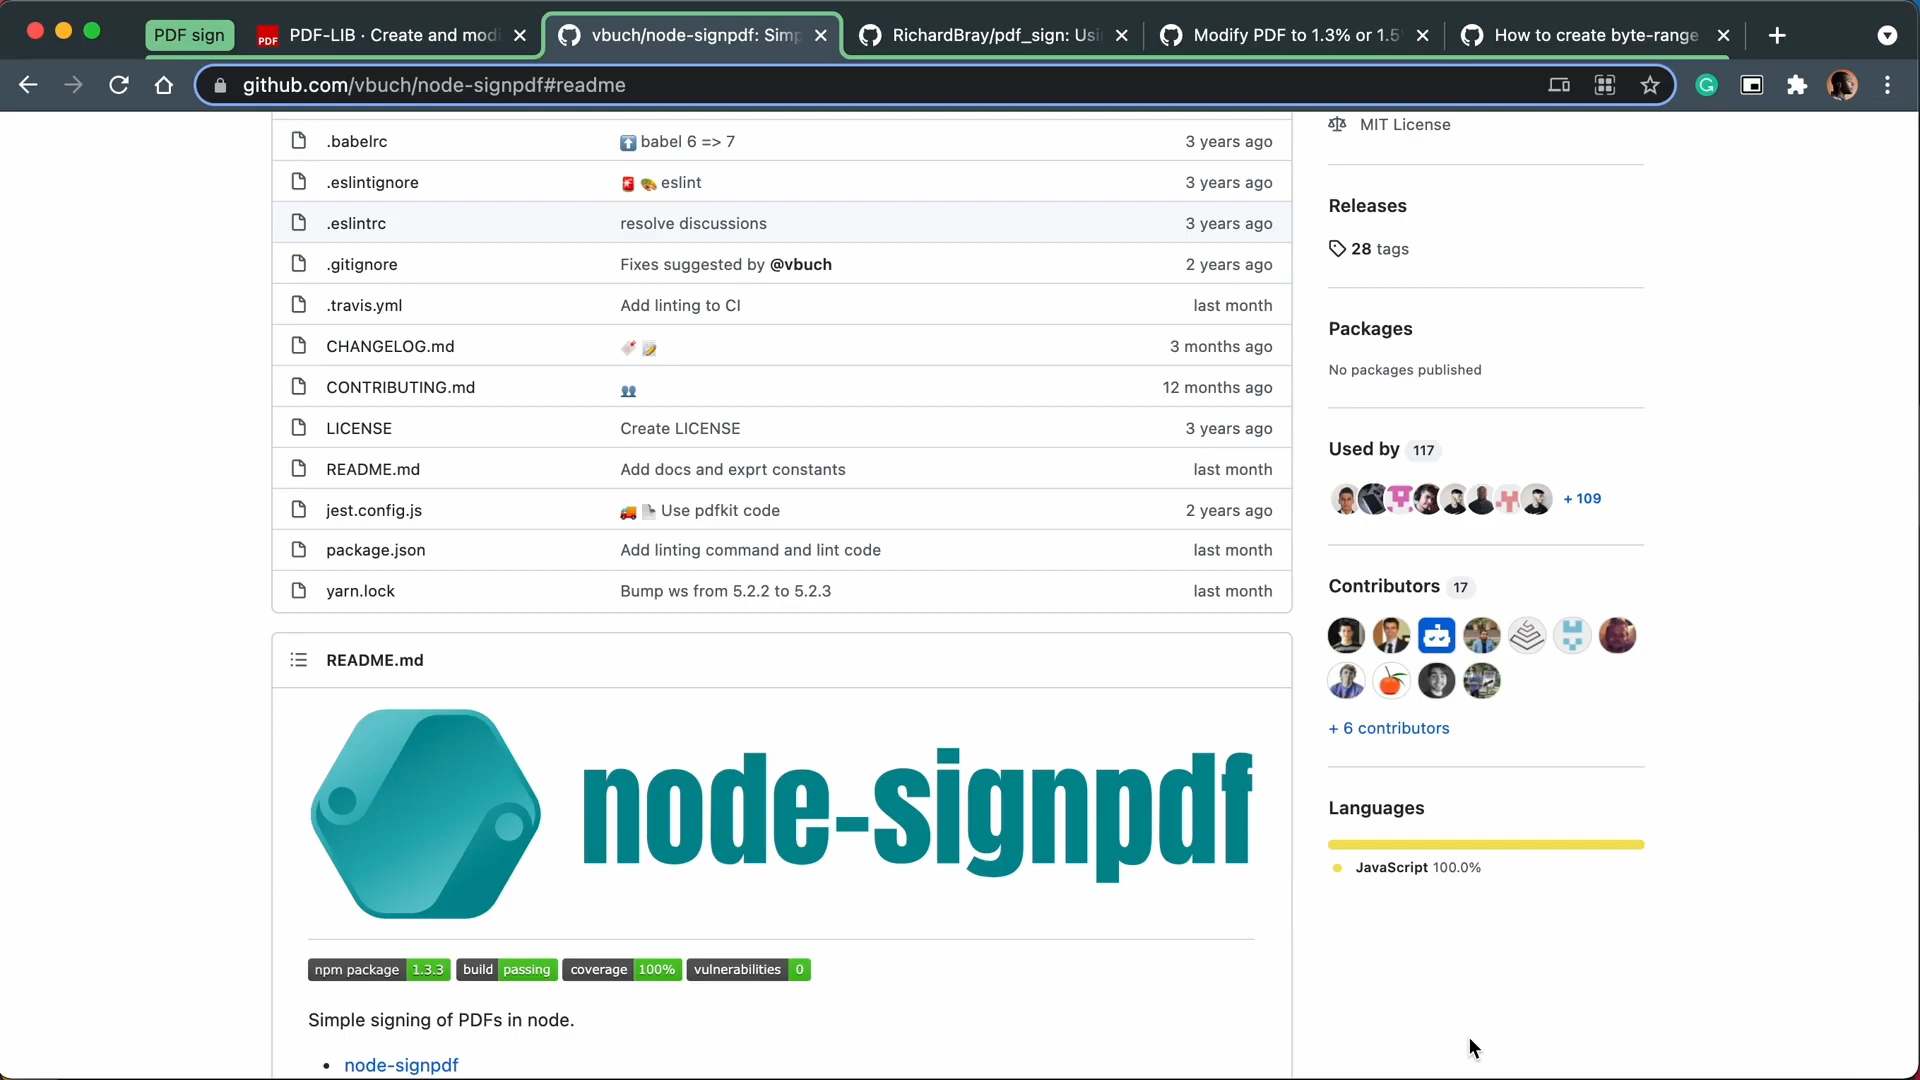 PDF sign
PDF-LIB · Create and modi
vbuch/node-signpdf: Simp
RichardBray/pdf_sign: Usi
Modify PDF to 1.3% or 1.5
How to create byte-range
github.com/vbuch/node-signpdf#readme
.babelrc babel 6 => 7 3 years ago
.eslintignore eslint 3 years ago
.eslintrc resolve discussions 3 years ago
.gitignore Fixes suggested by @vbuch 2 years ago
.travis.yml Add linting to CI last month
CHANGELOG.md 3 months ago
CONTRIBUTING.md 12 months ago
LICENSE Create LICENSE 3 years ago
README.md Add docs and exprt constants last month
jest.config.js Use pdfkit code 2 years ago
package.json Add linting command and lint code last month
yarn.lock Bump ws from 5.2.2 to 5.2.3 last month
README.md
node-signpdf
npm package 1.3.3 build passing coverage 100% vulnerabilities 0
Simple signing of PDFs in node.
• node-signpdf
MIT License
Releases
28 tags
Packages
No packages published
Used by 117
+ 109
Contributors 17
+ 6 contributors
Languages
JavaScript 100.0%